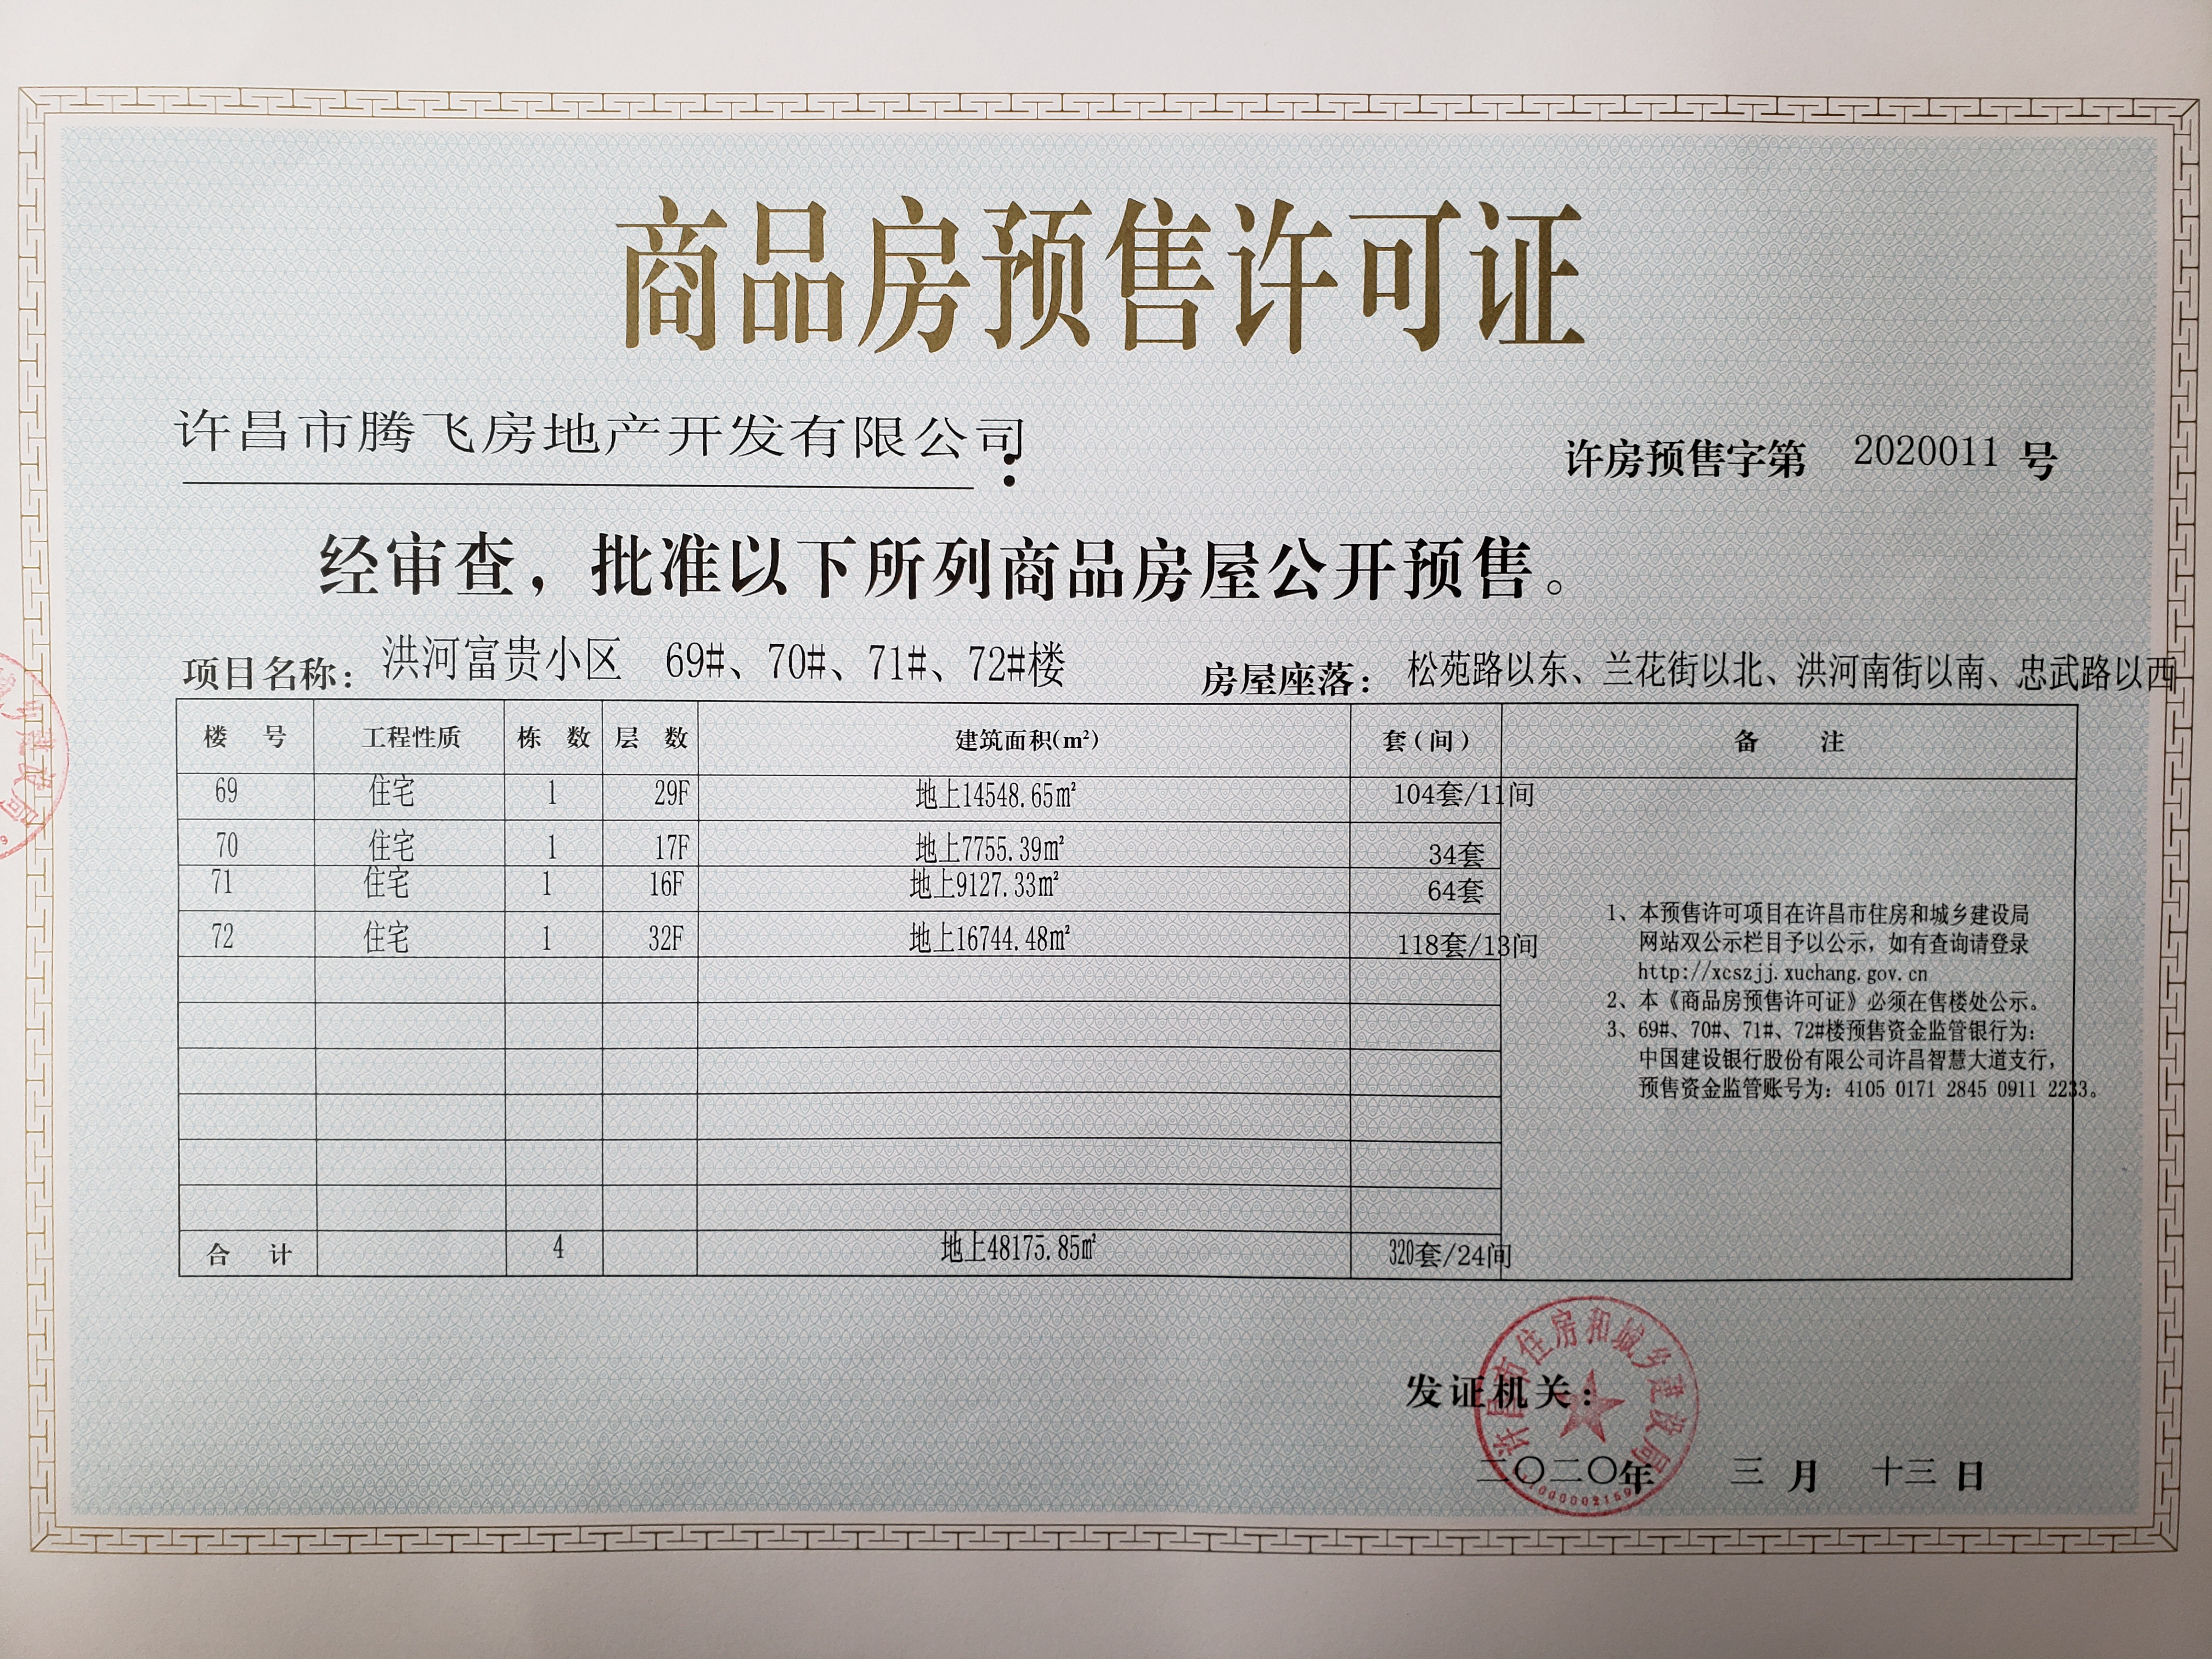 商品房预售许可证
许昌市腾飞房地产开发有限公司：
许房预售字第 2020011 号
经审查，批准以下所列商品房屋公开预售。
项目名称： 洪河富贵小区 69#、70#、71#、72#楼 房屋座落： 松苑路以东、兰花街以北、洪河南街以南、忠武路以西
楼 号 工程性质 栋 数 层 数 建筑面积(m²) 套(间) 备 注
69 住宅 1 29F 地上14548.65㎡ 104套/11间
70 住宅 1 17F 地上7755.39㎡ 34套
71 住宅 1 16F 地上9127.33㎡ 64套
72 住宅 1 32F 地上16744.48㎡ 118套/13间
1、本预售许可项目在许昌市住房和城乡建设局
网站双公示栏目予以公示，如有查询请登录
http://xcszjj.xuchang.gov.cn
2、本《商品房预售许可证》必须在售楼处公示。
3、69#、70#、71#、72#楼预售资金监管银行为：
中国建设银行股份有限公司许昌智慧大道支行，
预售资金监管账号为：4105 0171 2845 0911 2233。
合 计 4 地上48175.85㎡ 320套/24间
发证机关：
许昌市住房和城乡建设局
二〇二〇年 三 月 十三 日
建设局